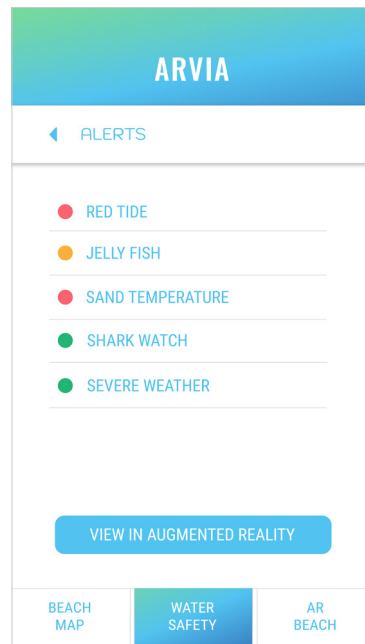 ARVIA
ALERTS
RED TIDE
JELLY FISH
SAND TEMPERATURE
SHARK WATCH
SEVERE WEATHER
VIEW IN AUGMENTED REALITY
BEACH
MAP
WATER
SAFETY
AR
BEACH